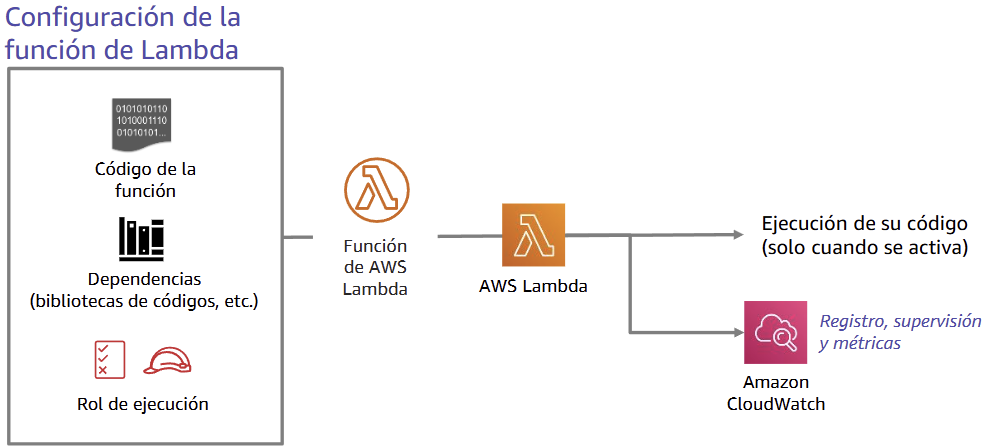 Configuración de la
función de Lambda
0101010110
1010001110
01010101...
Código de la
función
Dependencias
(bibliotecas de códigos, etc.)
Rol de ejecución
Función
de AWS
Lambda
AWS Lambda
Ejecución de su código
(solo cuando se activa)
Registro, supervisión
y métricas
Amazon
CloudWatch